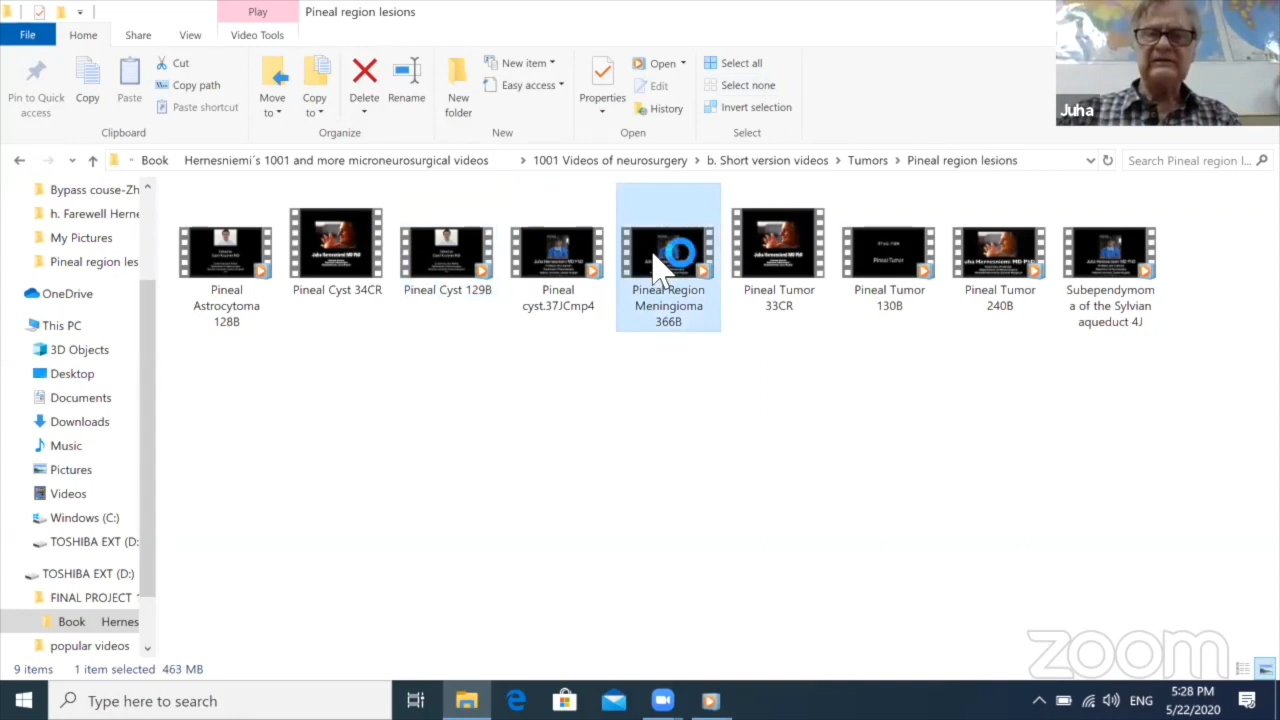 Play
Pineal region lesions
File
Home
Share
View
Video Tools
Pin to Quick access
Copy
Paste
Cut
Copy path
Paste shortcut
Clipboard
Move to
Copy to
Delete
Rename
Organize
New folder
New item
Easy access
New
Properties
Open
Edit
History
Open
Select all
Select none
Invert selection
Select
Juha
Book Hernesniemi´s 1001 and more microneurosurgical videos > 1001 Videos of neurosurgery > b. Short version videos > Tumors > Pineal region lesions
Search Pineal region l...
Bypass couse-Zh
h. Farewell Herne
My Pictures
Pineal region les
OneDrive
This PC
3D Objects
Desktop
Documents
Downloads
Music
Pictures
Videos
Windows (C:)
TOSHIBA EXT (D:
TOSHIBA EXT (D:)
FINAL PROJECT
Book Hernes
popular videos
Pineal
Astrocytoma
128B
Pineal Cyst 34CR
Pineal Cyst 129B
Pineal
cyst.37JCmp4
Pineal Region
Meningioma
366B
Pineal Tumor
33CR
Pineal Tumor
130B
Pineal Tumor
240B
Subependymom
a of the Sylvian
aqueduct 4J
9 items 1 item selected 463 MB
zoom
Type here to search
ENG
5:28 PM
5/22/2020